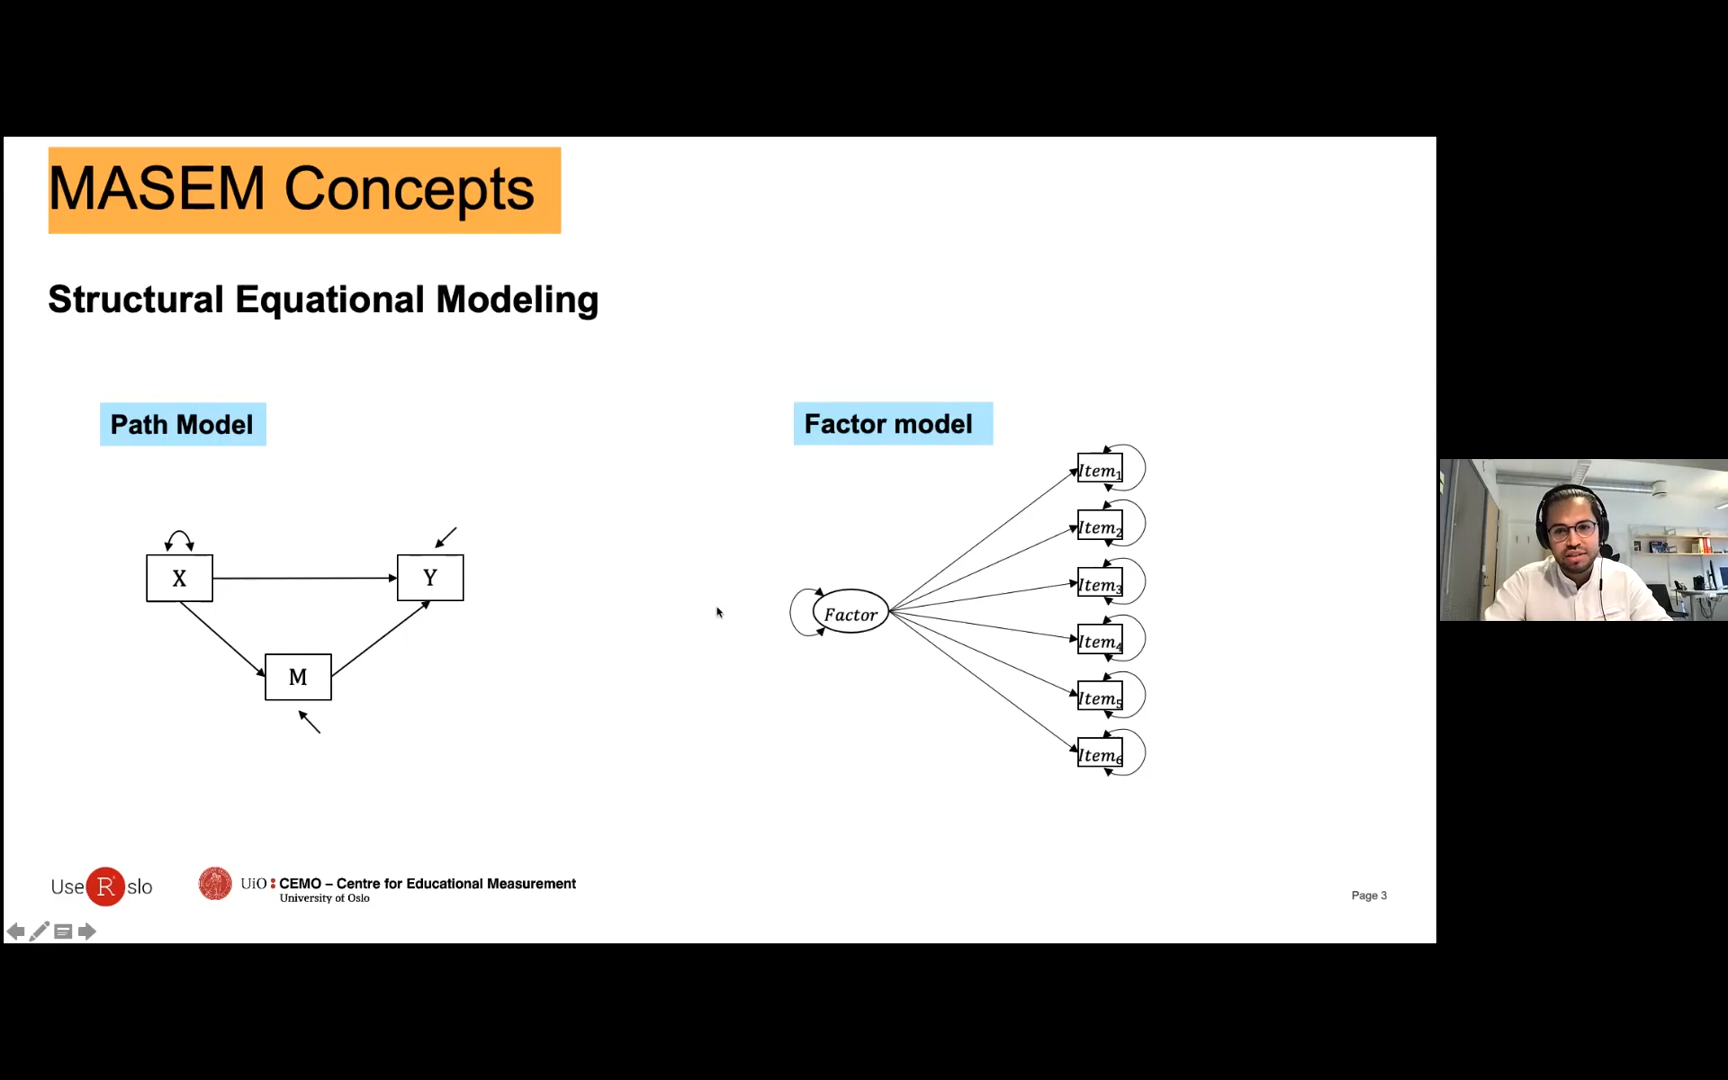 MASEM Concepts
Structural Equational Modeling
Path Model
X
Y
M
Factor model
Factor
Item1
Item2
Item3
Item4
Item5
Item6
Use R slo
UiO : CEMO – Centre for Educational Measurement
University of Oslo
Page 3